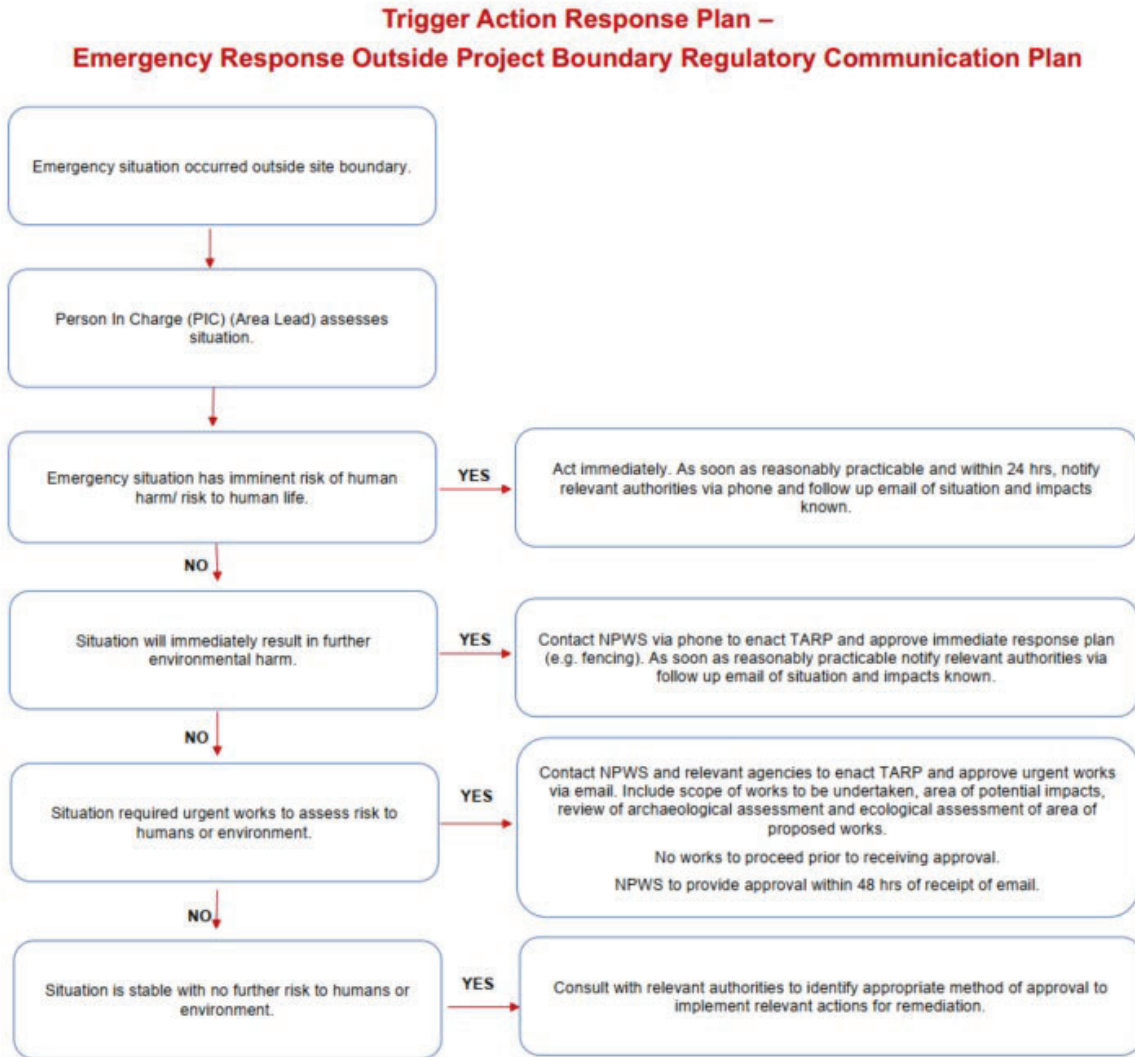 Trigger Action Response Plan –
Emergency Response Outside Project Boundary Regulatory Communication Plan
Emergency situation occurred outside site boundary.
Person In Charge (PIC) (Area Lead) assesses
situation.
Emergency situation has imminent risk of human
harm/ risk to human life.
YES
Act immediately. As soon as reasonably practicable and within 24 hrs, notify
relevant authorities via phone and follow up email of situation and impacts
known.
NO
Situation will immediately result in further
environmental harm.
YES
Contact NPWS via phone to enact TARP and approve immediate response plan
(e.g. fencing). As soon as reasonably practicable notify relevant authorities via
follow up email of situation and impacts known.
NO
Situation required urgent works to assess risk to
humans or environment.
YES
Contact NPWS and relevant agencies to enact TARP and approve urgent works
via email. Include scope of works to be undertaken, area of potential impacts,
review of archaeological assessment and ecological assessment of area of
proposed works.
No works to proceed prior to receiving approval.
NPWS to provide approval within 48 hrs of receipt of email.
NO
Situation is stable with no further risk to humans or
environment.
YES
Consult with relevant authorities to identify appropriate method of approval to
implement relevant actions for remediation.